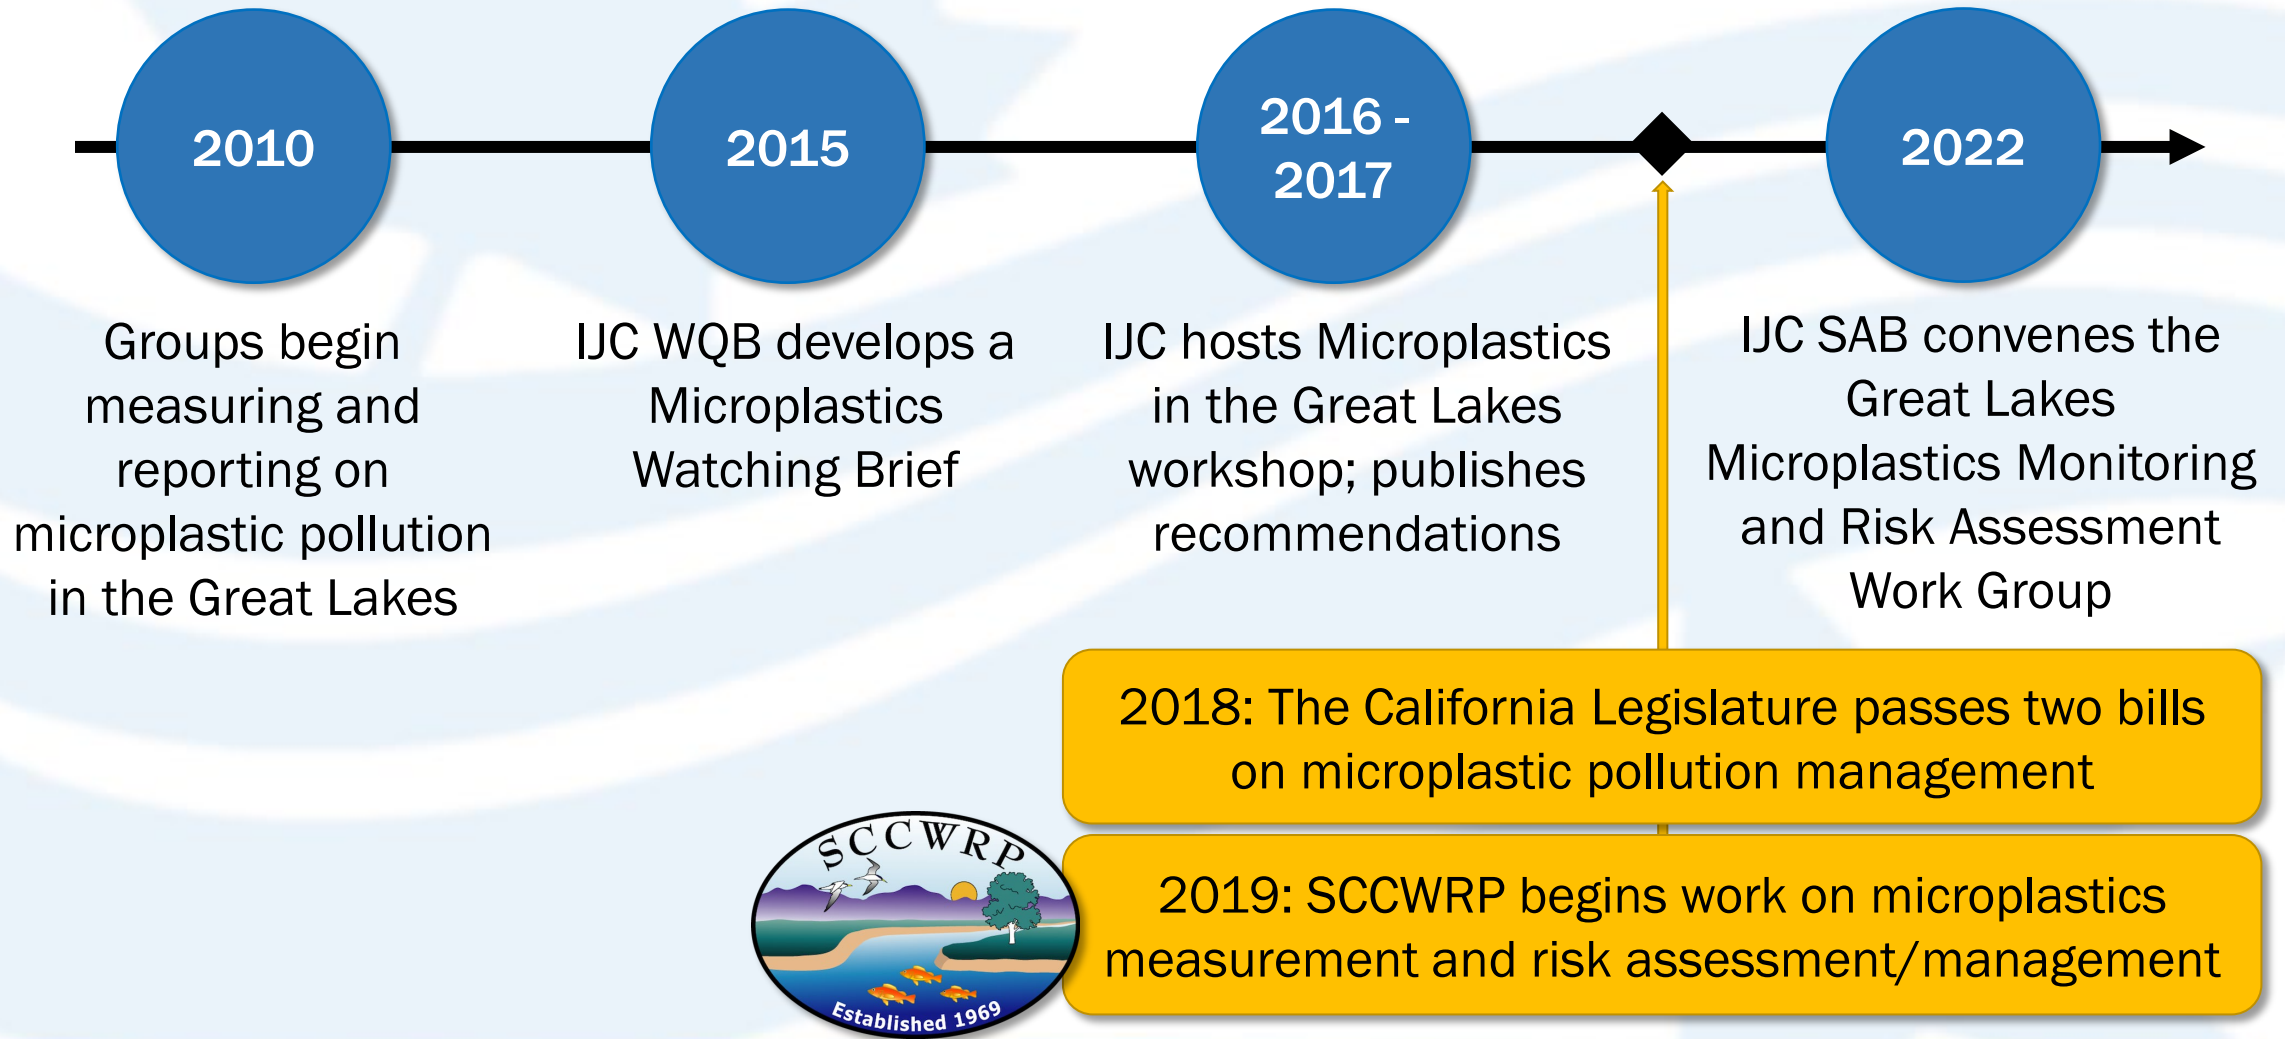 2010
2015
2016 -
2017
2022
Groups begin
measuring and
reporting on
microplastic pollution
in the Great Lakes
IJC WQB develops a
Microplastics
Watching Brief
IJC hosts Microplastics
in the Great Lakes
workshop; publishes
recommendations
IJC SAB convenes the
Great Lakes
Microplastics Monitoring
and Risk Assessment
Work Group
2018: The California Legislature passes two bills
on microplastic pollution management
SCCWRP
Established 1969
2019: SCCWRP begins work on microplastics
measurement and risk assessment/management